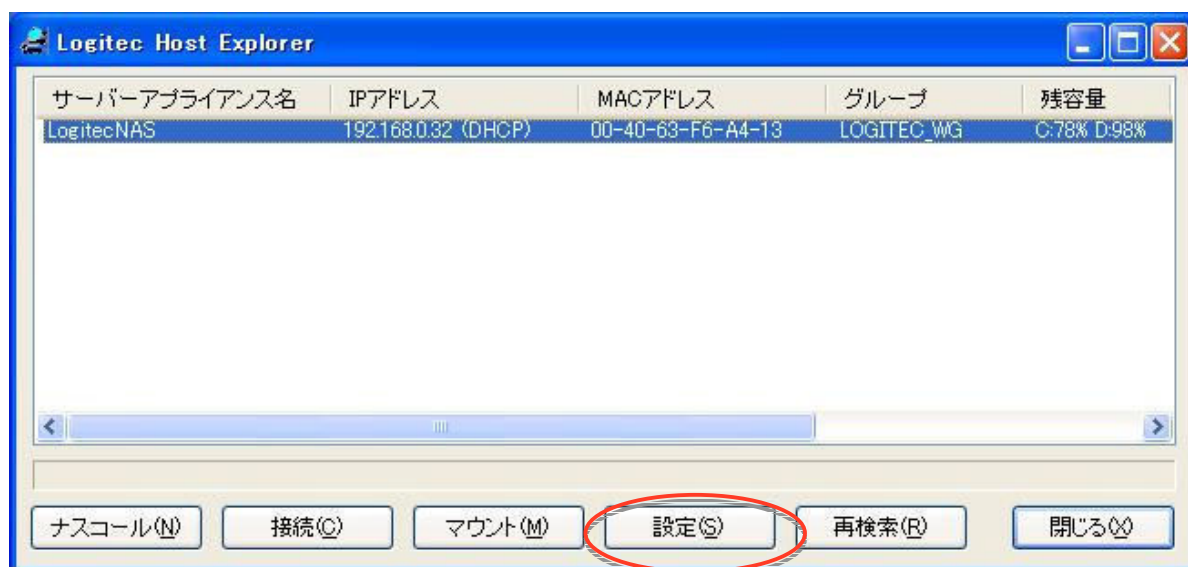 Logitec Host Explorer
サーバーアプライアンス名 IPアドレス MACアドレス グループ 残容量
LogitecNAS 192.168.0.32 (DHCP) 00-40-63-F6-A4-13 LOGITEC_WG C:78% D:98%
ナスコール(N) 接続(C) マウント(M) 設定(S) 再検索(R) 閉じる(X)